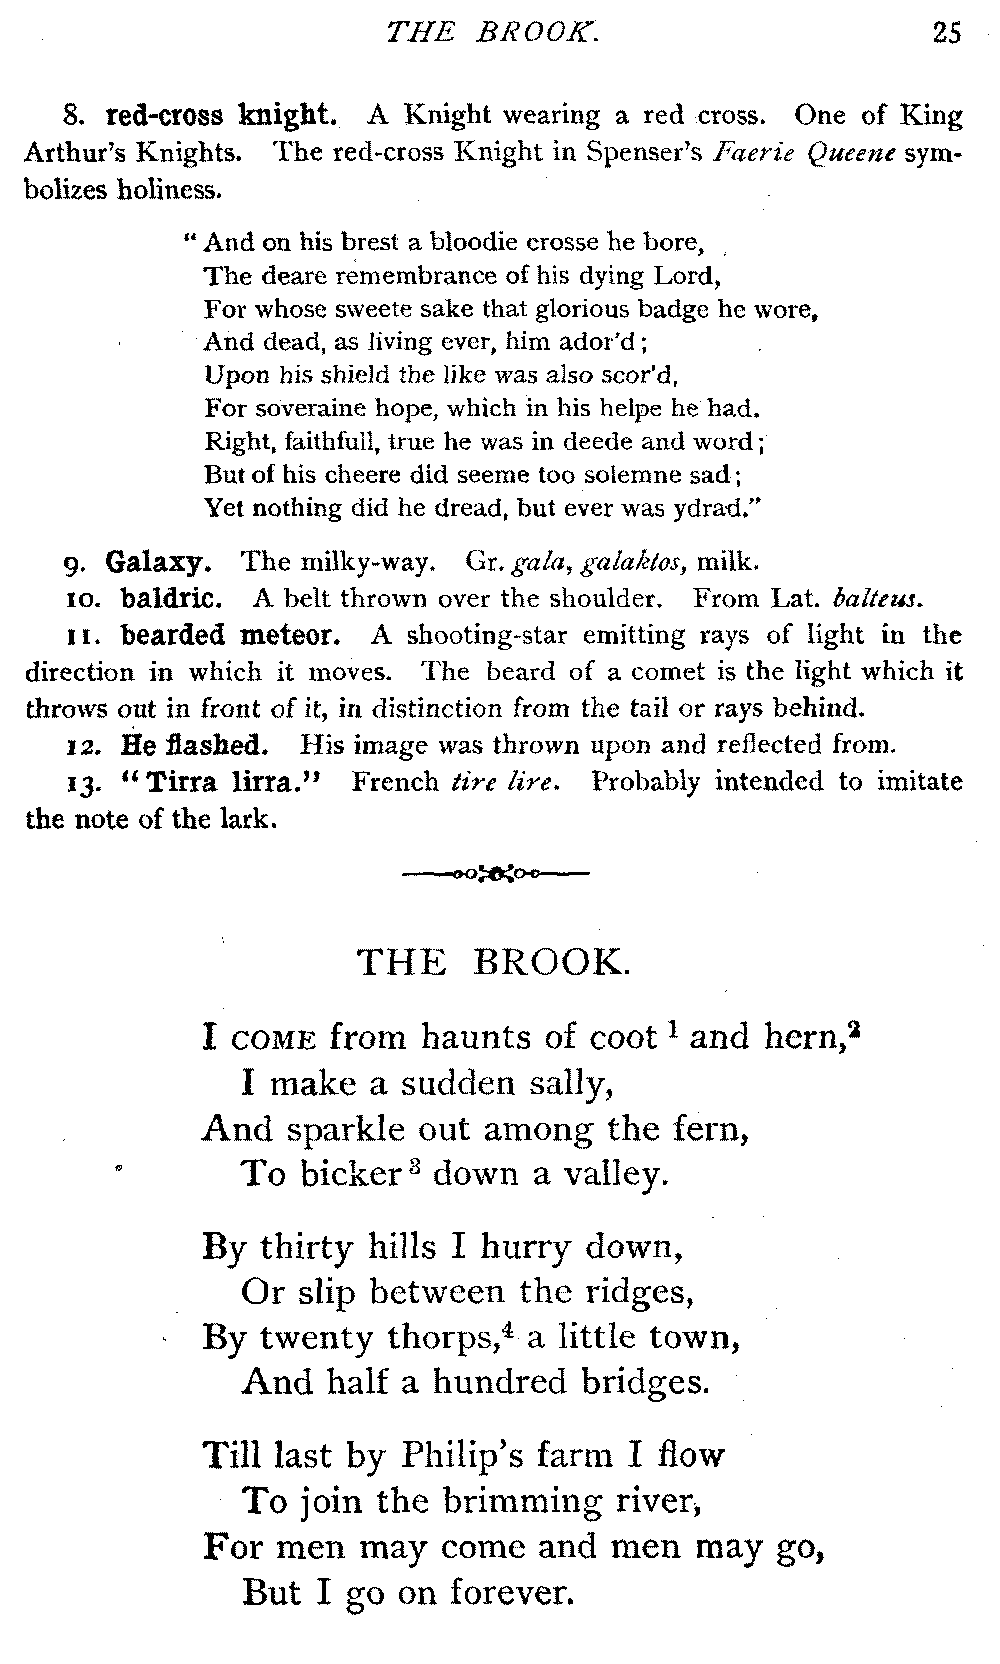 THE BROOK. 25
8. red-cross knight. A Knight wearing a red cross. One of King
Arthur's Knights. The red-cross Knight in Spenser's Faerie Queene sym-
bolizes holiness.
“ And on his brest a bloodie crosse he bore,
The deare remembrance of his dying Lord,
For whose sweete sake that glorious badge he wore,
And dead, as living ever, him ador'd ;
Upon his shield the like was also scor'd,
For soveraine hope, which in his helpe he had.
Right, faithfull, true he was in deede and word ;
But of his cheere did seeme too solemne sad ;
Yet nothing did he dread, but ever was ydrad.”
9. Galaxy. The milky-way. Gr. gala, galaktos, milk.
10. baldric. A belt thrown over the shoulder. From Lat. balteus.
11. bearded meteor. A shooting-star emitting rays of light in the
direction in which it moves. The beard of a comet is the light which it
throws out in front of it, in distinction from the tail or rays behind.
12. He flashed. His image was thrown upon and reflected from.
13. “ Tirra lirra.” French tire lire. Probably intended to imitate
the note of the lark.
THE BROOK.
I COME from haunts of coot ¹ and hern,²
I make a sudden sally,
And sparkle out among the fern,
To bicker ³ down a valley.
By thirty hills I hurry down,
Or slip between the ridges,
By twenty thorps,⁴ a little town,
And half a hundred bridges.
Till last by Philip's farm I flow
To join the brimming river,
For men may come and men may go,
But I go on forever.